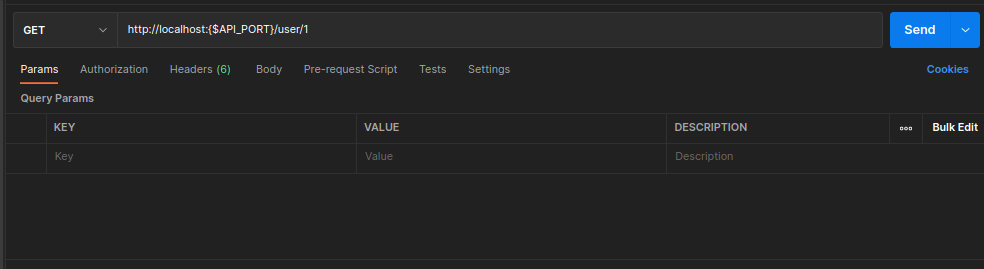 GET http://localhost:{$API_PORT}/user/1 Send
Params Authorization Headers (6) Body Pre-request Script Tests Settings Cookies
Query Params
KEY VALUE DESCRIPTION ooo Bulk Edit
Key Value Description